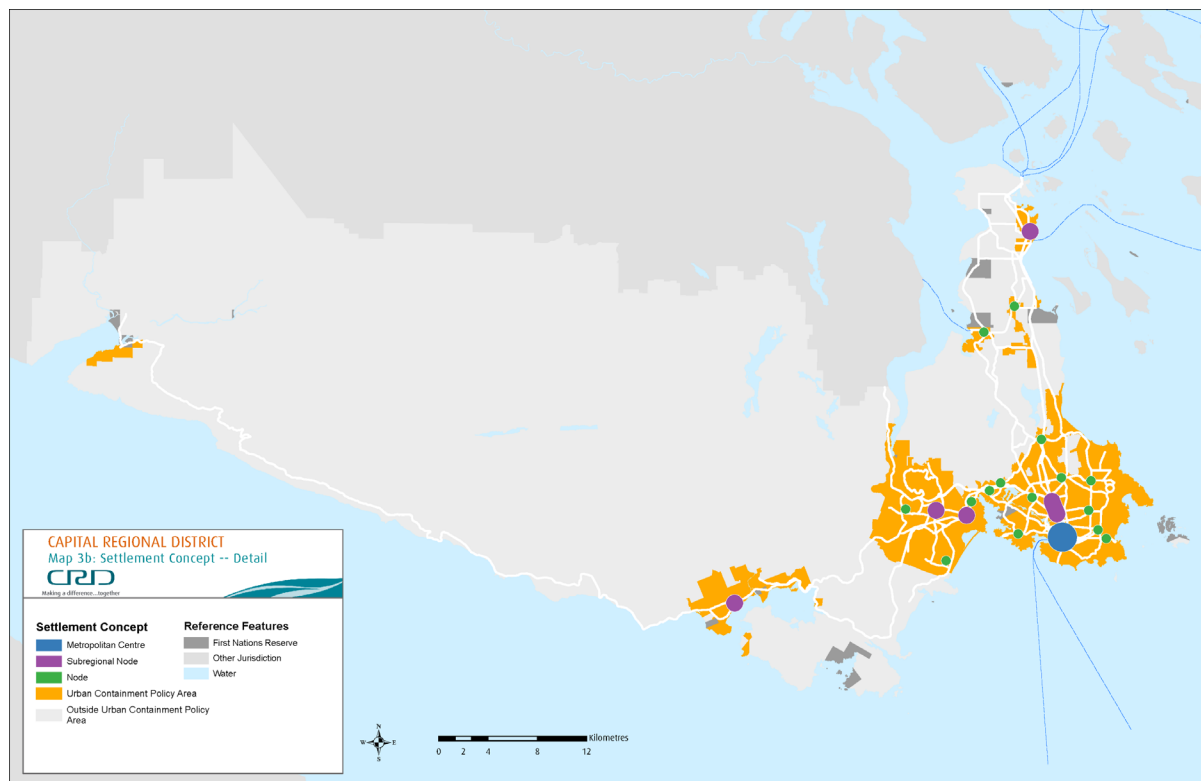 CAPITAL REGIONAL DISTRICT
Map 3b: Settlement Concept -- Detail
CRD
Making a difference...together
Settlement Concept
Metropolitan Centre
Subregional Node
Node
Urban Containment Policy Area
Outside Urban Containment Policy
Area
Reference Features
First Nations Reserve
Other Jurisdiction
Water
N
W E
S
Kilometres
0 2 4 8 12